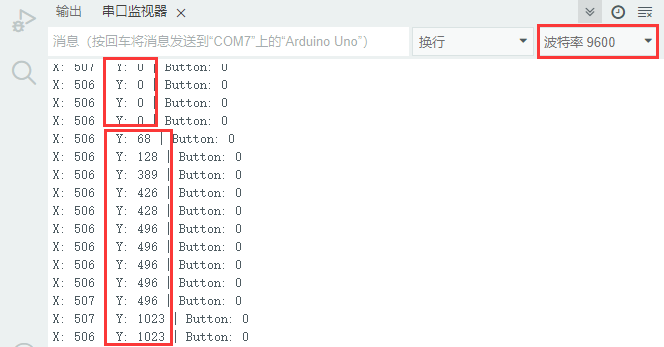 输出 串口监视器
消息（按回车将消息发送到“COM7”上的“Arduino Uno”） 换行 波特率 9600
X: 507 Y: 0 | Button: 0
X: 506 Y: 0 | Button: 0
X: 506 Y: 0 | Button: 0
X: 506 Y: 0 | Button: 0
X: 506 Y: 68 | Button: 0
X: 506 Y: 128 | Button: 0
X: 506 Y: 389 | Button: 0
X: 506 Y: 426 | Button: 0
X: 506 Y: 428 | Button: 0
X: 506 Y: 496 | Button: 0
X: 506 Y: 496 | Button: 0
X: 506 Y: 496 | Button: 0
X: 506 Y: 496 | Button: 0
X: 507 Y: 496 | Button: 0
X: 507 Y: 1023 | Button: 0
X: 506 Y: 1023 | Button: 0